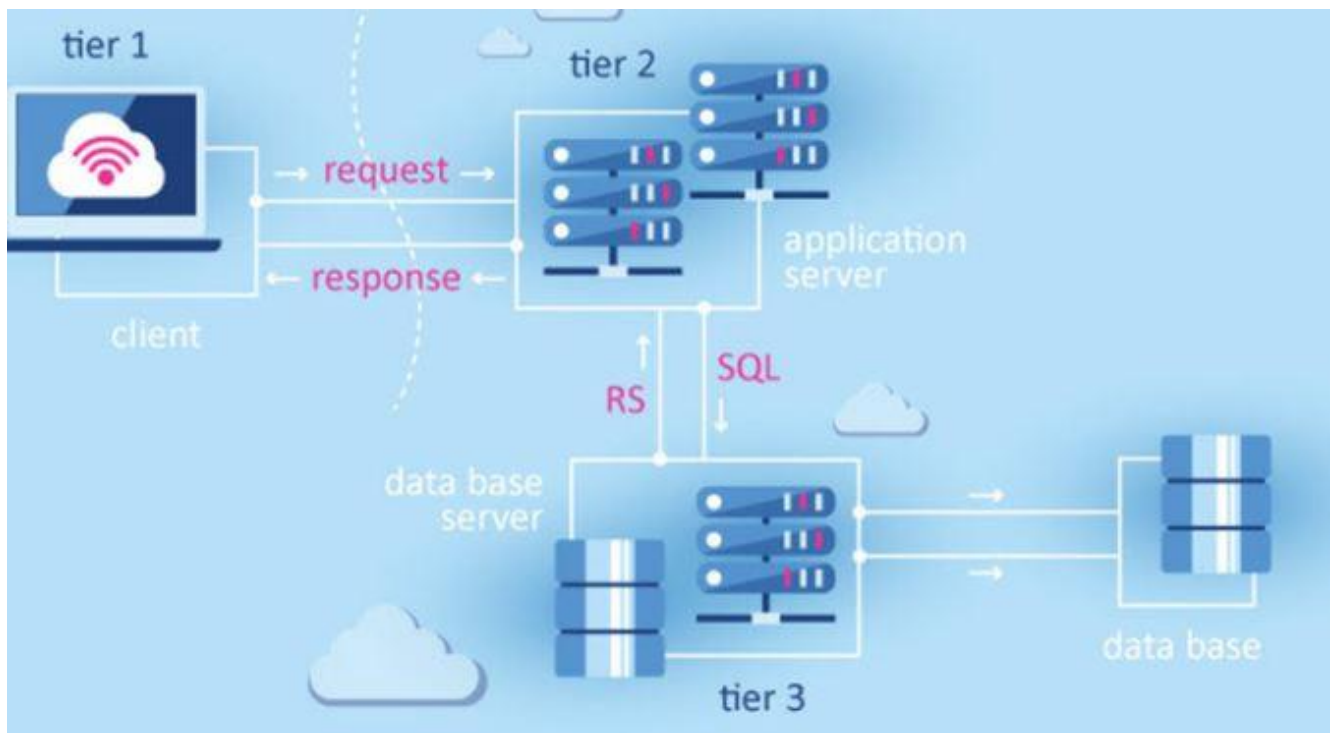 tier 1
tier 2
request
application
server
response
client
SQL
RS
data base
server
data base
tier 3